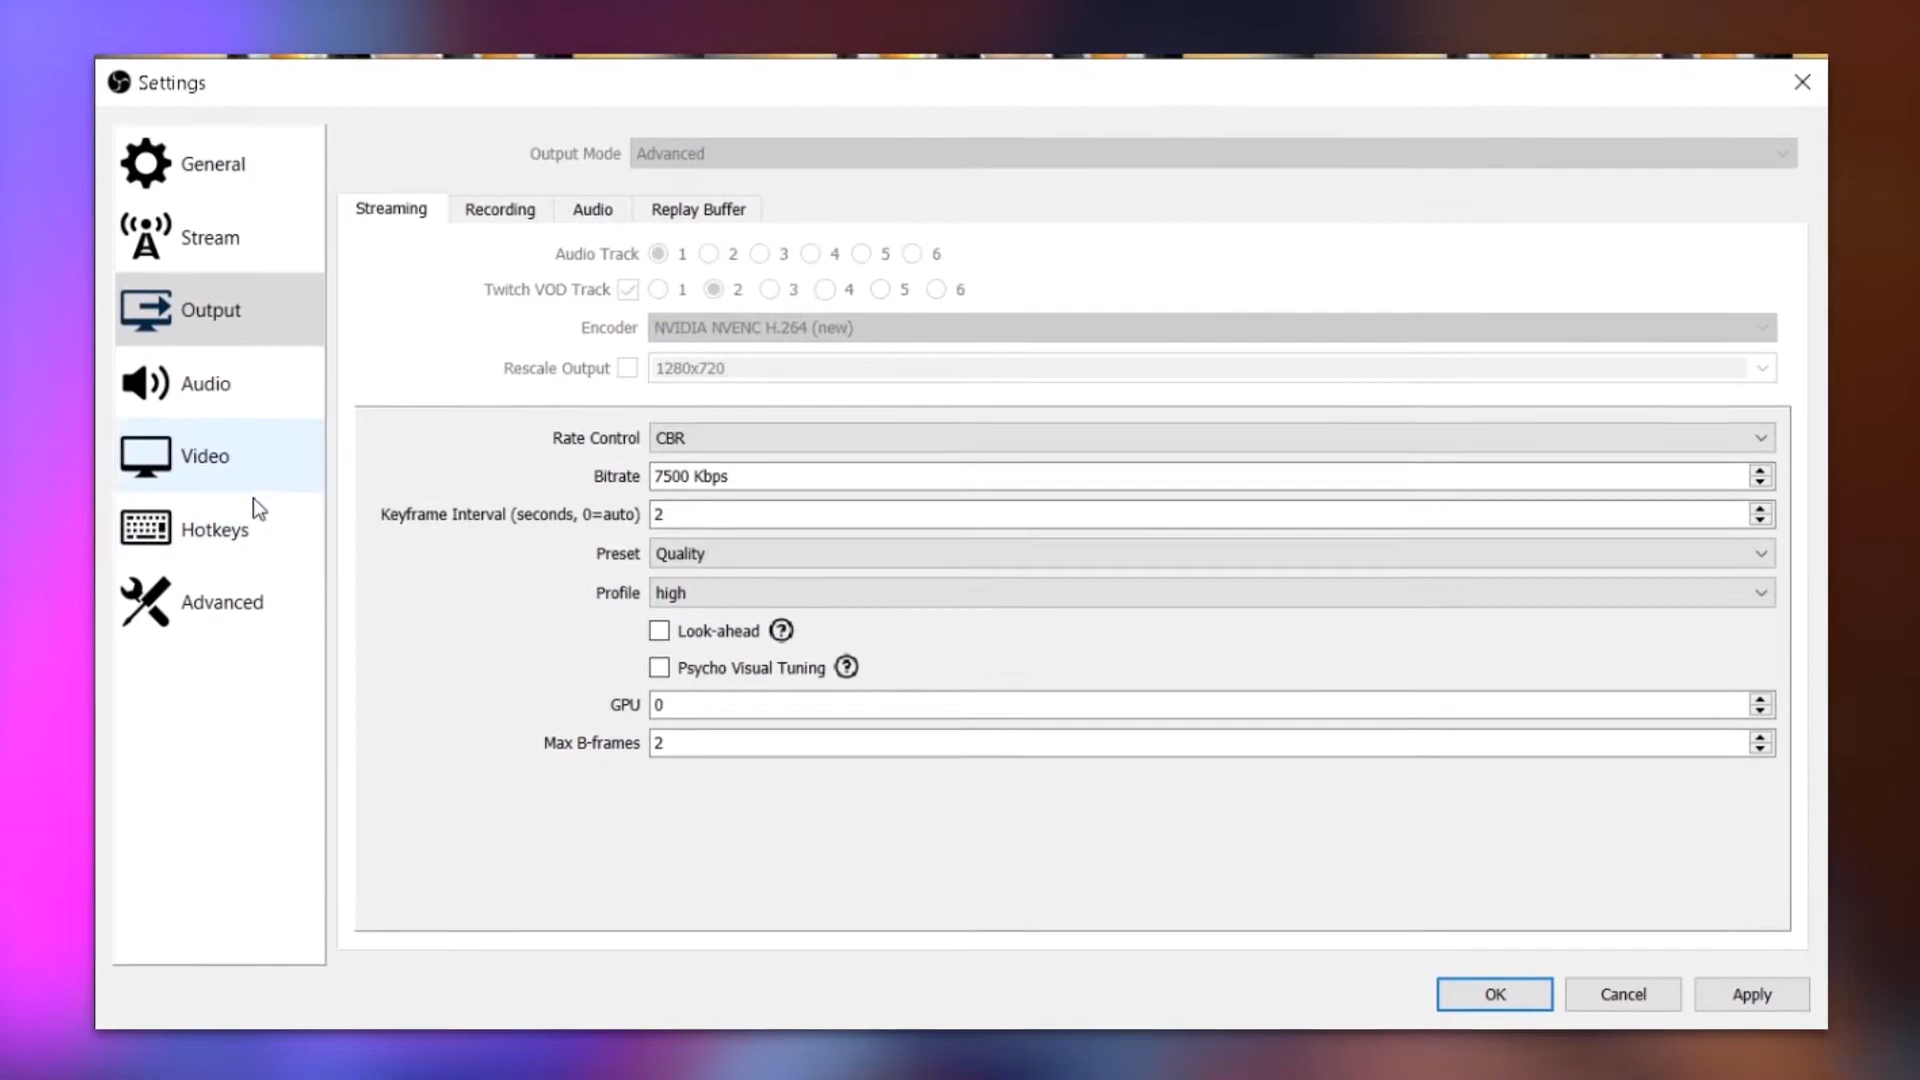 Settings
General
Stream
Output
Audio
Video
Hotkeys
Advanced
Output Mode Advanced
Streaming Recording Audio Replay Buffer
Audio Track 1 2 3 4 5 6
Twitch VOD Track 1 2 3 4 5 6
Encoder NVIDIA NVENC H.264 (new)
Rescale Output 1280x720
Rate Control CBR
Bitrate 7500 Kbps
Keyframe Interval (seconds, 0=auto) 2
Preset Quality
Profile high
Look-ahead ?
Psycho Visual Tuning ?
GPU 0
Max B-frames 2
OK Cancel Apply